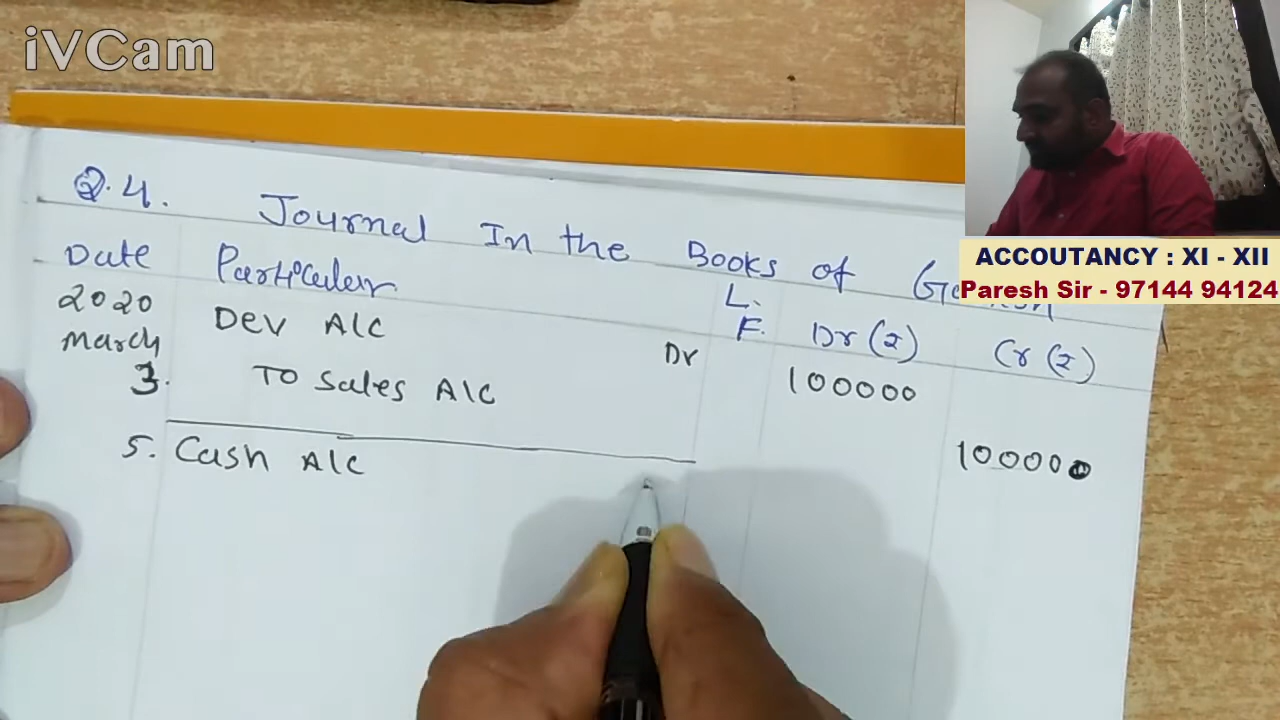 iVCam
Q.4. Journal In the Books of
Date Particular L. F. Dr (₹) Cr (₹)
2020
March
3. Dev A/C Dr 100000
To Sales A/C 100000
5. Cash A/C
ACCOUTANCY : XI - XII
Paresh Sir - 97144 94124